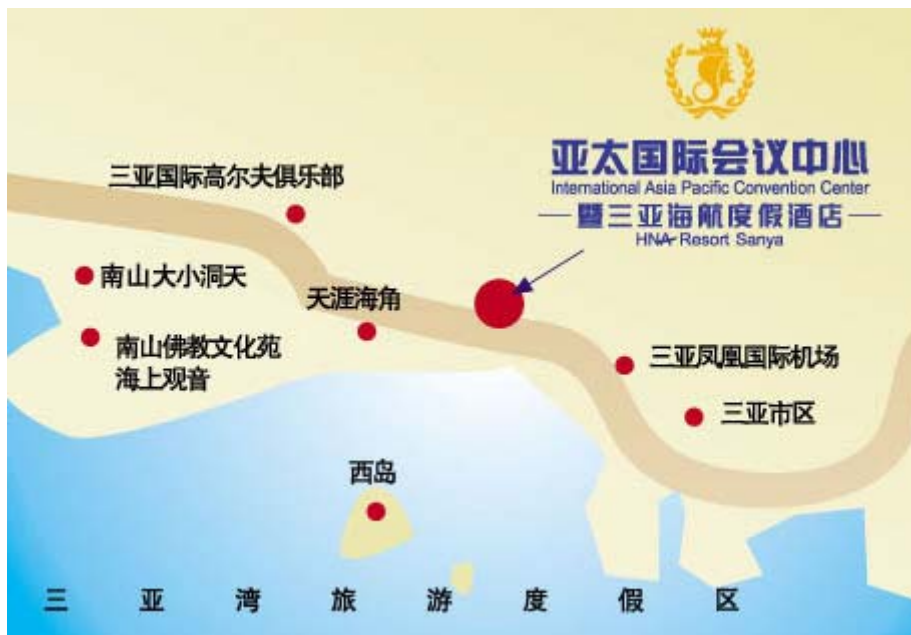 亚太国际会议中心
International Asia Pacific Convention Center
暨三亚海航度假酒店
HNA Resort Sanya
三亚国际高尔夫俱乐部
南山大小洞天
天涯海角
南山佛教文化苑
海上观音
三亚凤凰国际机场
三亚市区
西岛
三亚湾旅游度假区